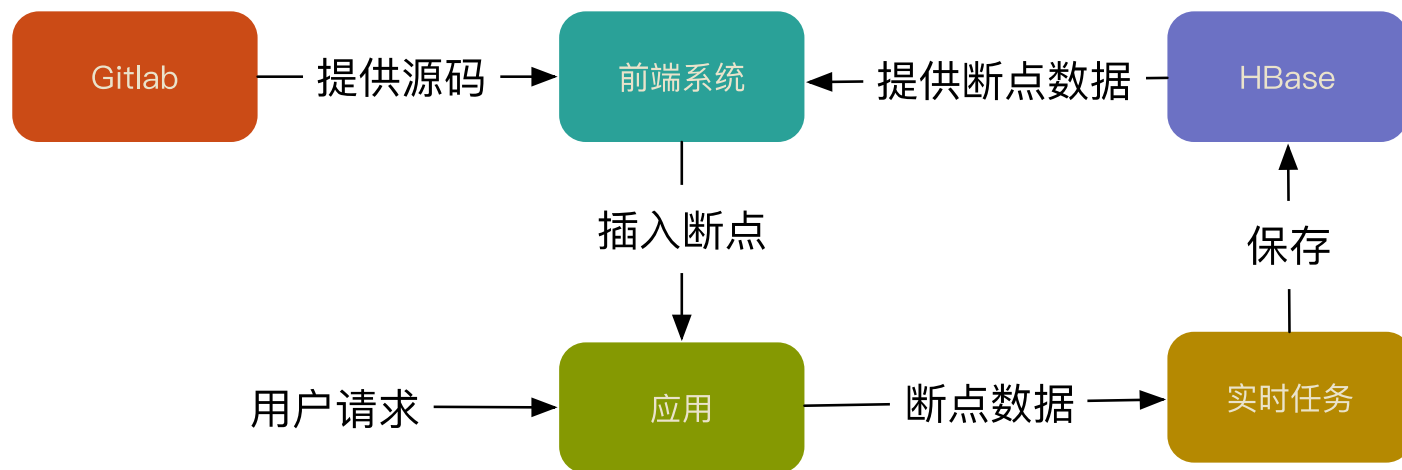 Gitlab
提供源码
前端系统
提供断点数据
HBase
插入断点
保存
用户请求
应用
断点数据
实时任务